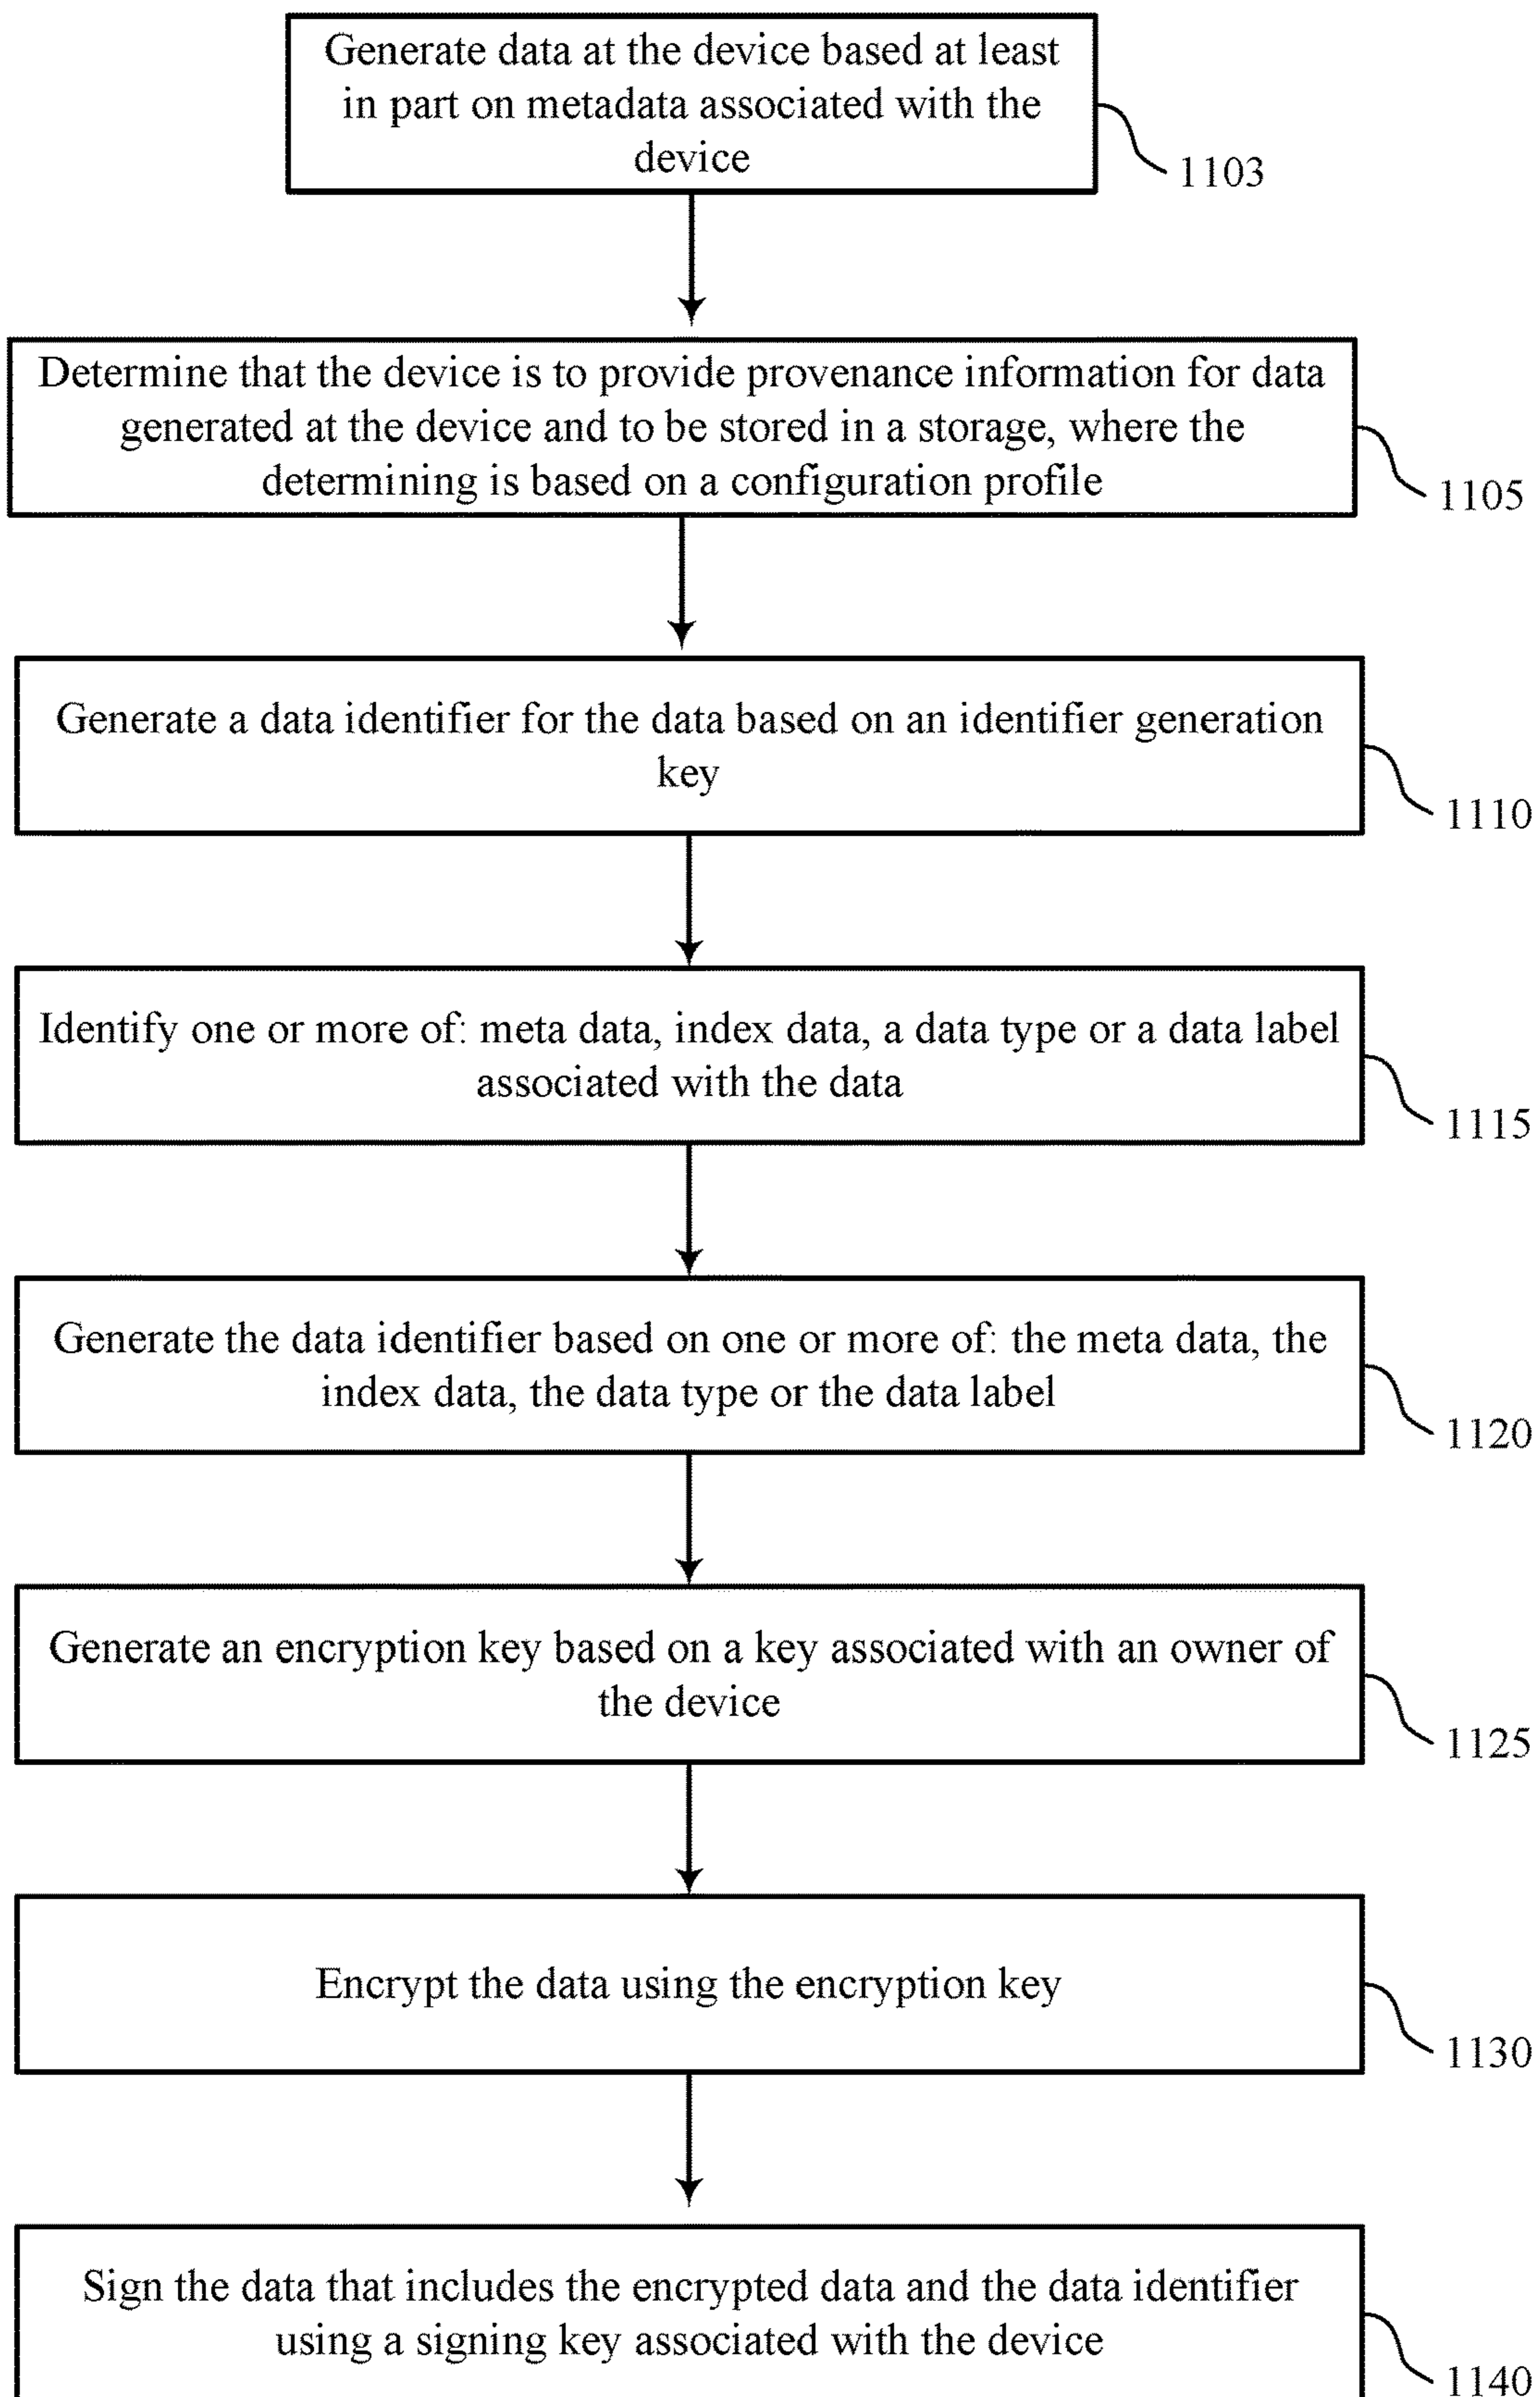 Generate data at the device based at least
in part on metadata associated with the
device
1103
Determine that the device is to provide provenance information for data
generated at the device and to be stored in a storage, where the
determining is based on a configuration profile
1105
Generate a data identifier for the data based on an identifier generation
key
1110
Identify one or more of: meta data, index data, a data type or a data label
associated with the data
1115
Generate the data identifier based on one or more of: the meta data, the
index data, the data type or the data label
1120
Generate an encryption key based on a key associated with an owner of
the device
1125
Encrypt the data using the encryption key
1130
Sign the data that includes the encrypted data and the data identifier
using a signing key associated with the device
1140